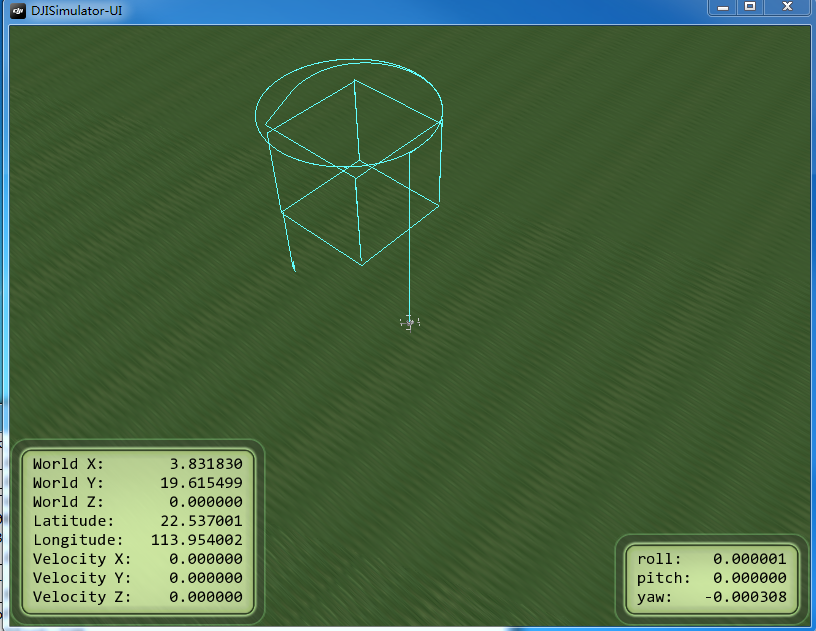 DJISimulator-UI
World X: 3.831830
World Y: 19.615499
World Z: 0.000000
Latitude: 22.537001
Longitude: 113.954002
Velocity X: 0.000000
Velocity Y: 0.000000
Velocity Z: 0.000000
roll: 0.000001
pitch: 0.000000
yaw: -0.000308